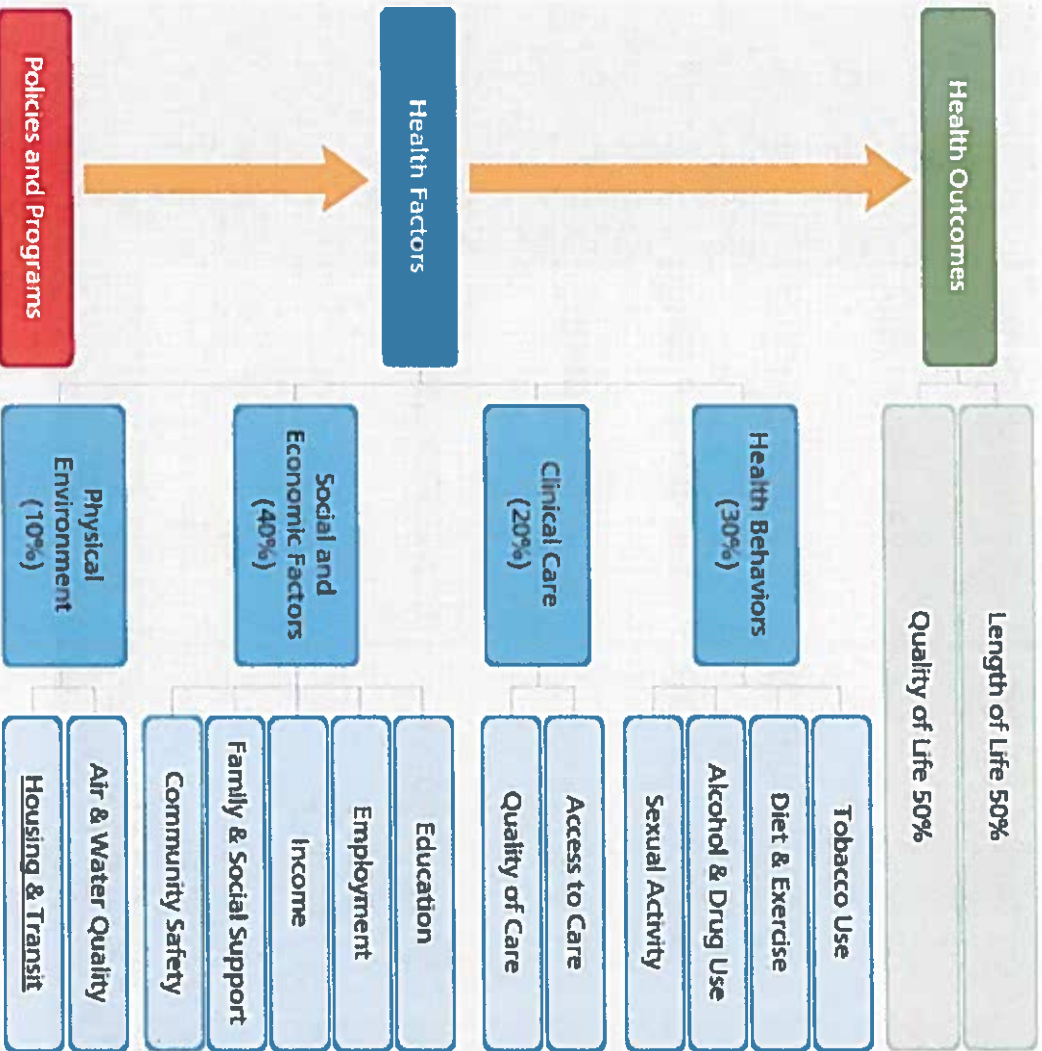 Health Outcomes
Length of Life 50%
Quality of Life 50%
Health Factors
Health Behaviors
(30%)
Tobacco Use
Diet & Exercise
Alcohol & Drug Use
Sexual Activity
Clinical Care
(20%)
Access to Care
Quality of Care
Social and
Economic Factors
(40%)
Education
Employment
Income
Family & Social Support
Community Safety
Physical
Environment
(10%)
Air & Water Quality
Housing & Transit
Policies and Programs